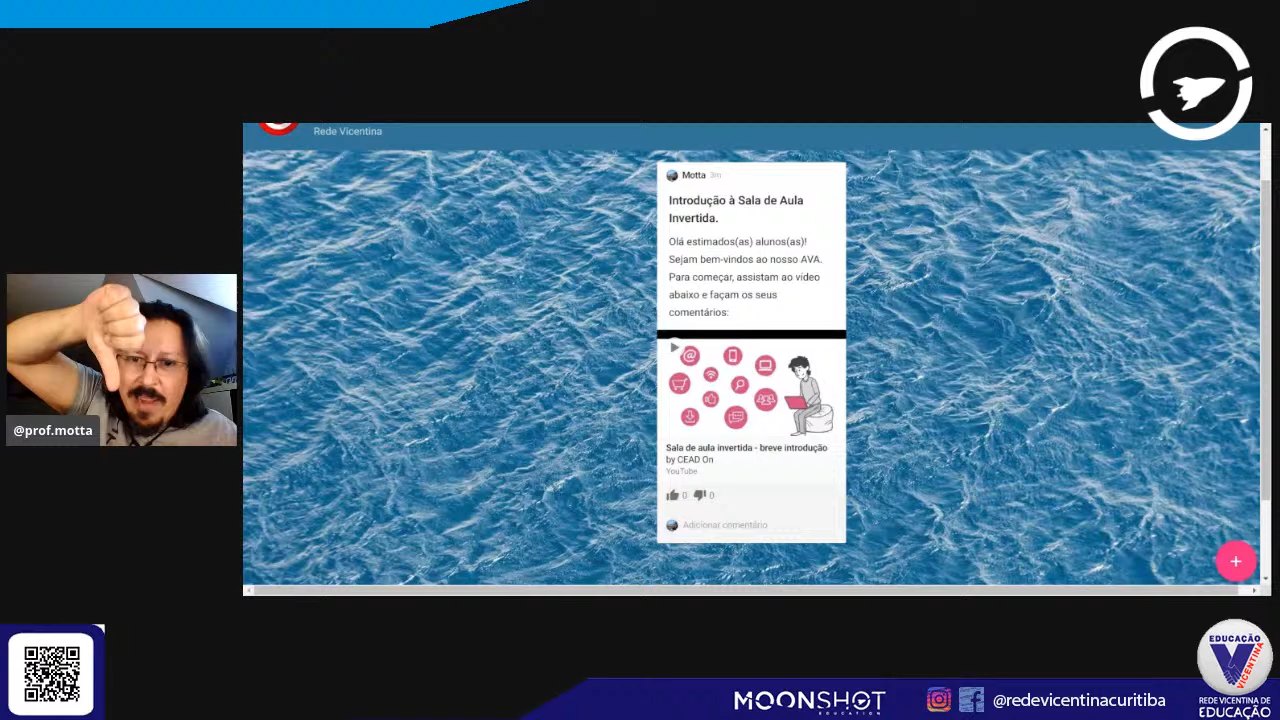 Rede Vicentina
Motta 3m
Introdução à Sala de Aula
Invertida.
Olá estimados(as) alunos(as)!
Sejam bem-vindos ao nosso AVA.
Para começar, assistam ao vídeo
abaixo e façam os seus
comentários:
@
Sala de aula invertida - breve introdução
by CEAD On
YouTube
0 0
Adicionar comentário
+
@prof.motta
MOONSHOT
EDUCATION
@redevicentinacuritiba
EDUCAÇÃO
V
VICENTINA
REDE VICENTINA DE
EDUCAÇÃO